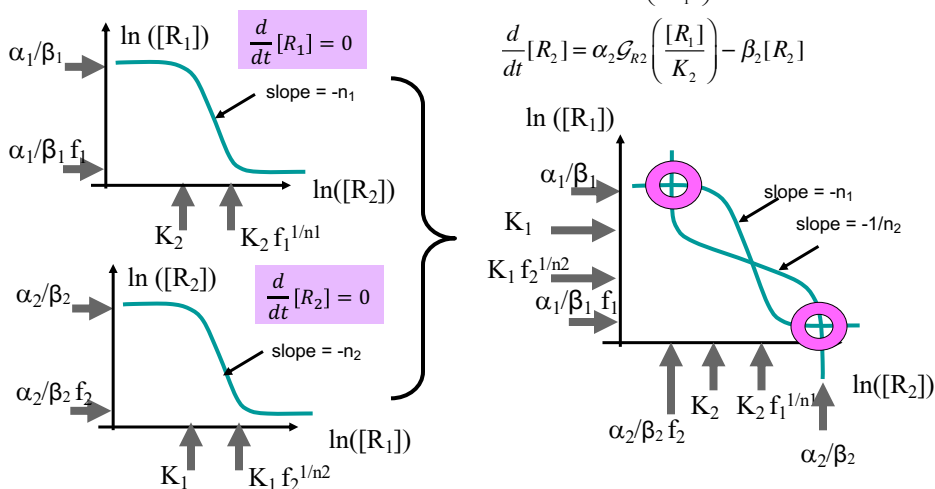 ln ([R₁])
d/dt [R₁] = 0
α₁/β₁
slope = -n₁
α₁/β₁ f₁
ln([R₂])
K₂
K₂ f₁^1/n1
ln ([R₂])
d/dt [R₂] = 0
α₂/β₂
slope = -n₂
α₂/β₂ f₂
ln([R₁])
K₁
K₁ f₂^1/n2
d/dt [R₂] = α₂ 𝒢_R2 ([R₁]/K₂) − β₂[R₂]
ln ([R₁])
α₁/β₁
slope = -n₁
K₁
slope = -1/n₂
K₁ f₂^1/n2
α₁/β₁ f₁
ln([R₂])
K₂
K₂ f₁^1/n1
α₂/β₂ f₂
α₂/β₂